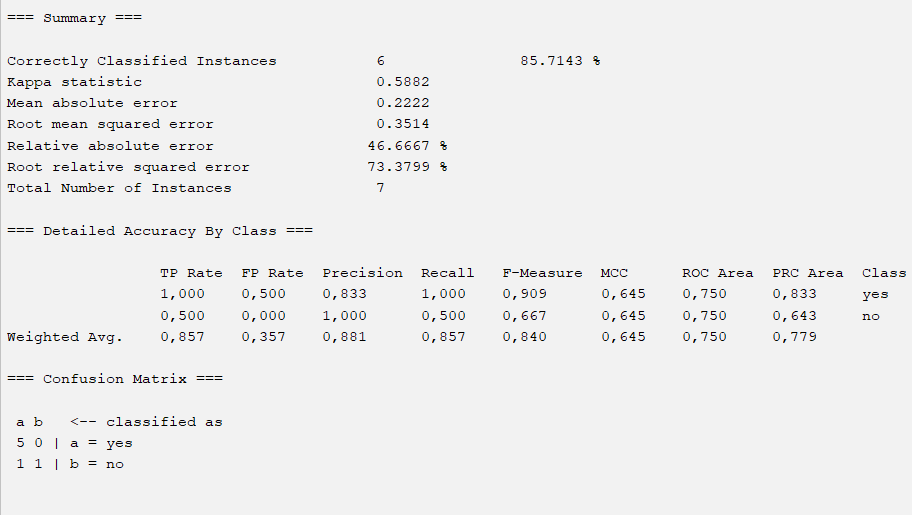 === Summary ===
Correctly Classified Instances 6 85.7143 %
Kappa statistic 0.5882
Mean absolute error 0.2222
Root mean squared error 0.3514
Relative absolute error 46.6667 %
Root relative squared error 73.3799 %
Total Number of Instances 7
=== Detailed Accuracy By Class ===
TP Rate FP Rate Precision Recall F-Measure MCC ROC Area PRC Area Class
1,000 0,500 0,833 1,000 0,909 0,645 0,750 0,833 yes
0,500 0,000 1,000 0,500 0,667 0,645 0,750 0,643 no
Weighted Avg. 0,857 0,357 0,881 0,857 0,840 0,645 0,750 0,779
=== Confusion Matrix ===
a b <-- classified as
5 0 | a = yes
1 1 | b = no